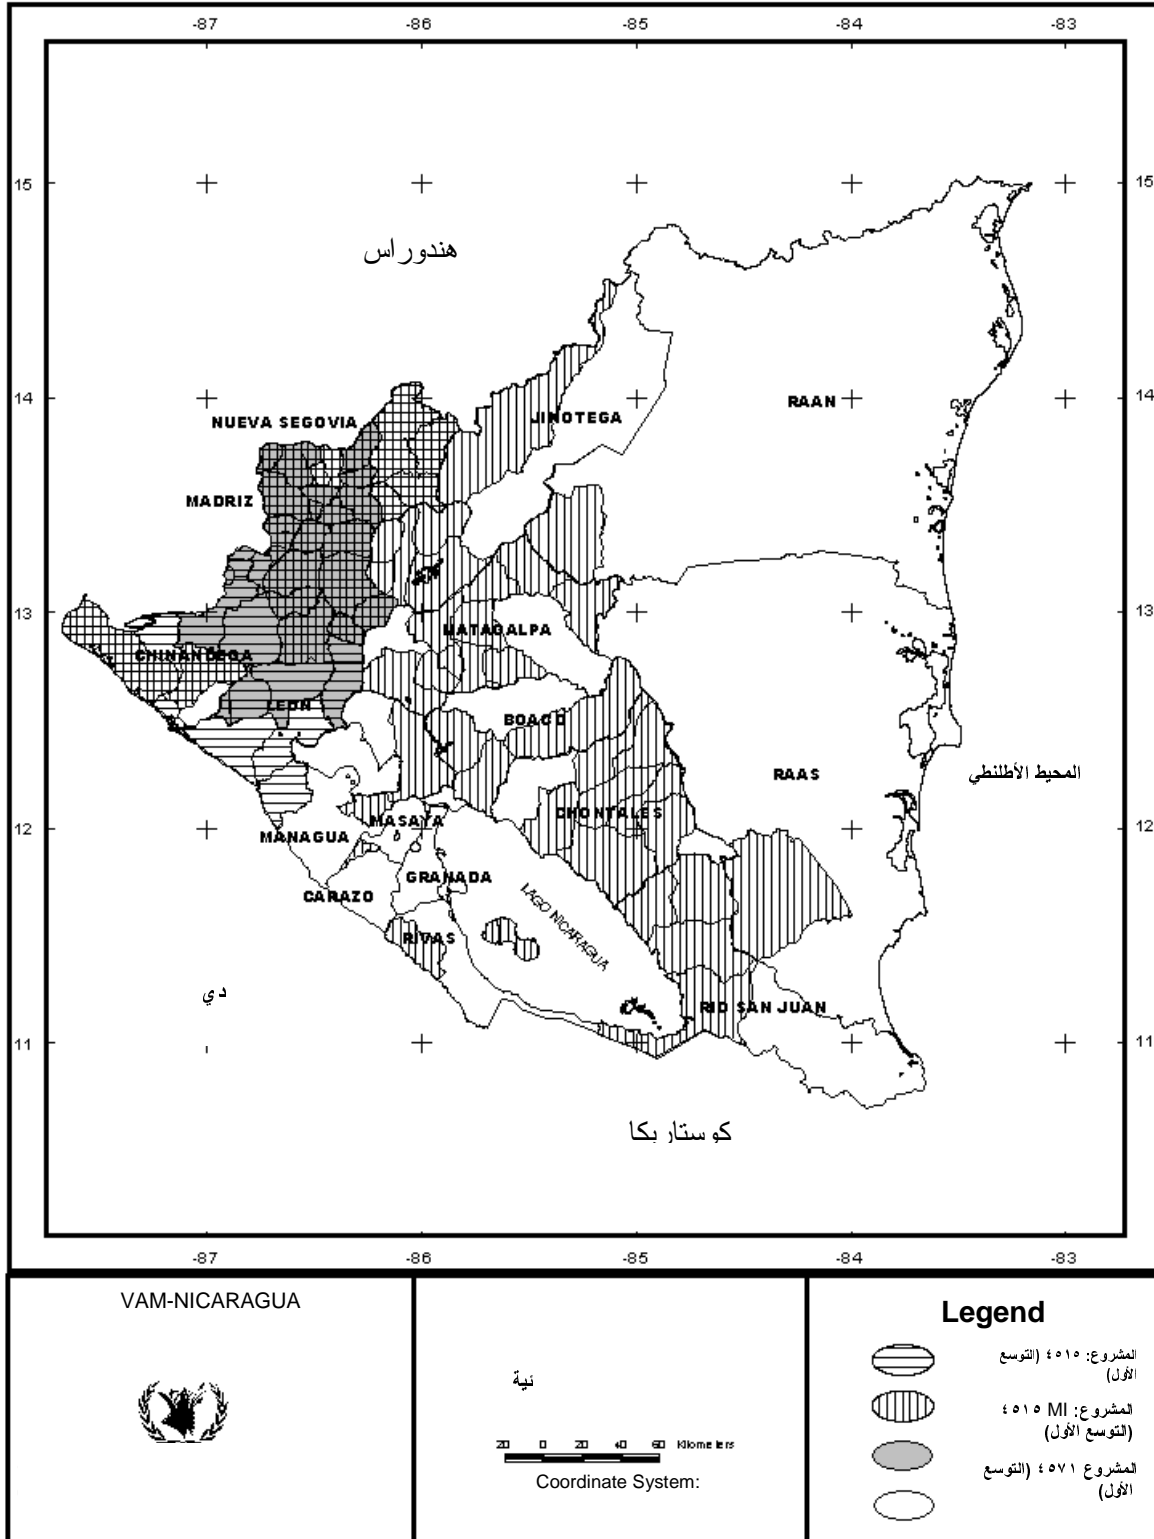 -87 -86 -85 -84 -83
15 15
هندوراس
14 14
NUEVA SEGOVIA
JINOTEGA
RAAN
MADRIZ
13 13
MATAGALPA
CHINANDEGA
LEON
BOACO
RAAS
المحيط الأطلنطي
CHONTALES
12 12
MASAYA
MANAGUA
GRANADA
CARAZO
LAGO NICARAGUA
RIVAS
دي
RIO SAN JUAN
11 11
كوستاريكا
-87 -86 -85 -84 -83
VAM-NICARAGUA
نية
20 0 20 40 60 Kilometers
Coordinate System:
Legend
المشروع: ٤٥١٥ (التوسع
الأول)
المشروع: MI ٤٥١٥
(التوسع الأول)
المشروع ٤٥٧١ (التوسع
الأول)